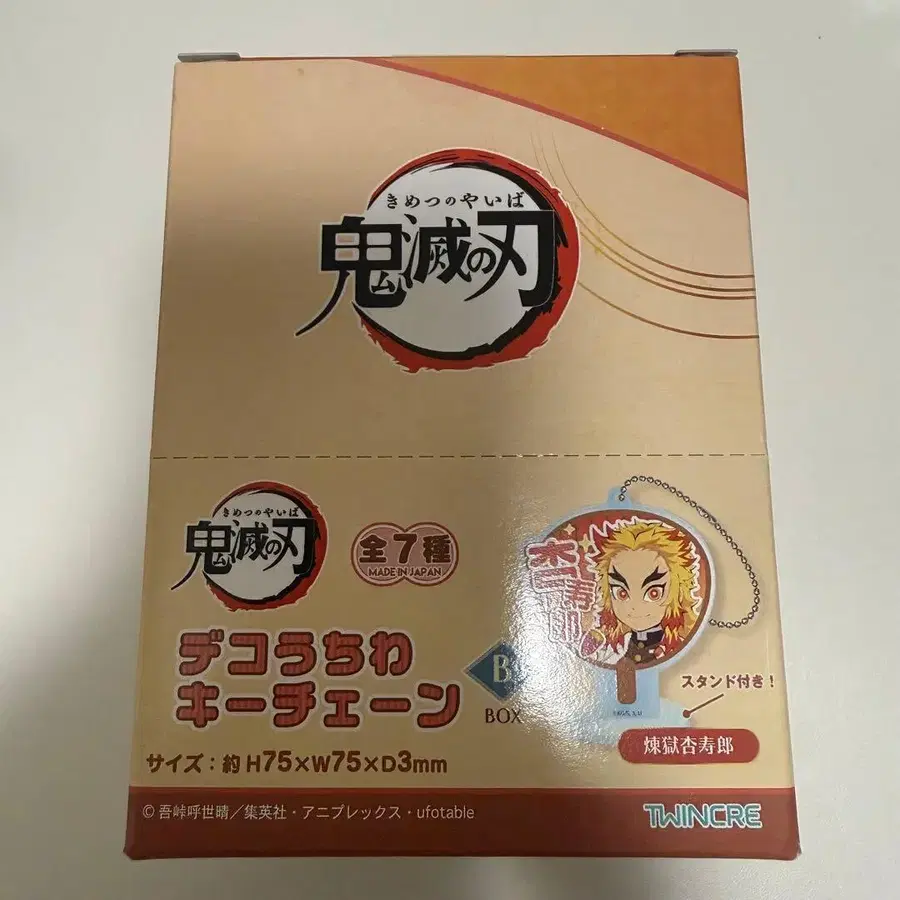 きめつのやいば
鬼滅の刃
きめつのやいば
鬼滅の刃
全7種
MADE IN JAPAN
デコうちわ
キーチェーン
B
BOX
杏寿郎
スタンド付き!
煉獄杏寿郎
サイズ:約H75×W75×D3mm
© 吾峠呼世晴/集英社・アニプレックス・ufotable
TWINCRE